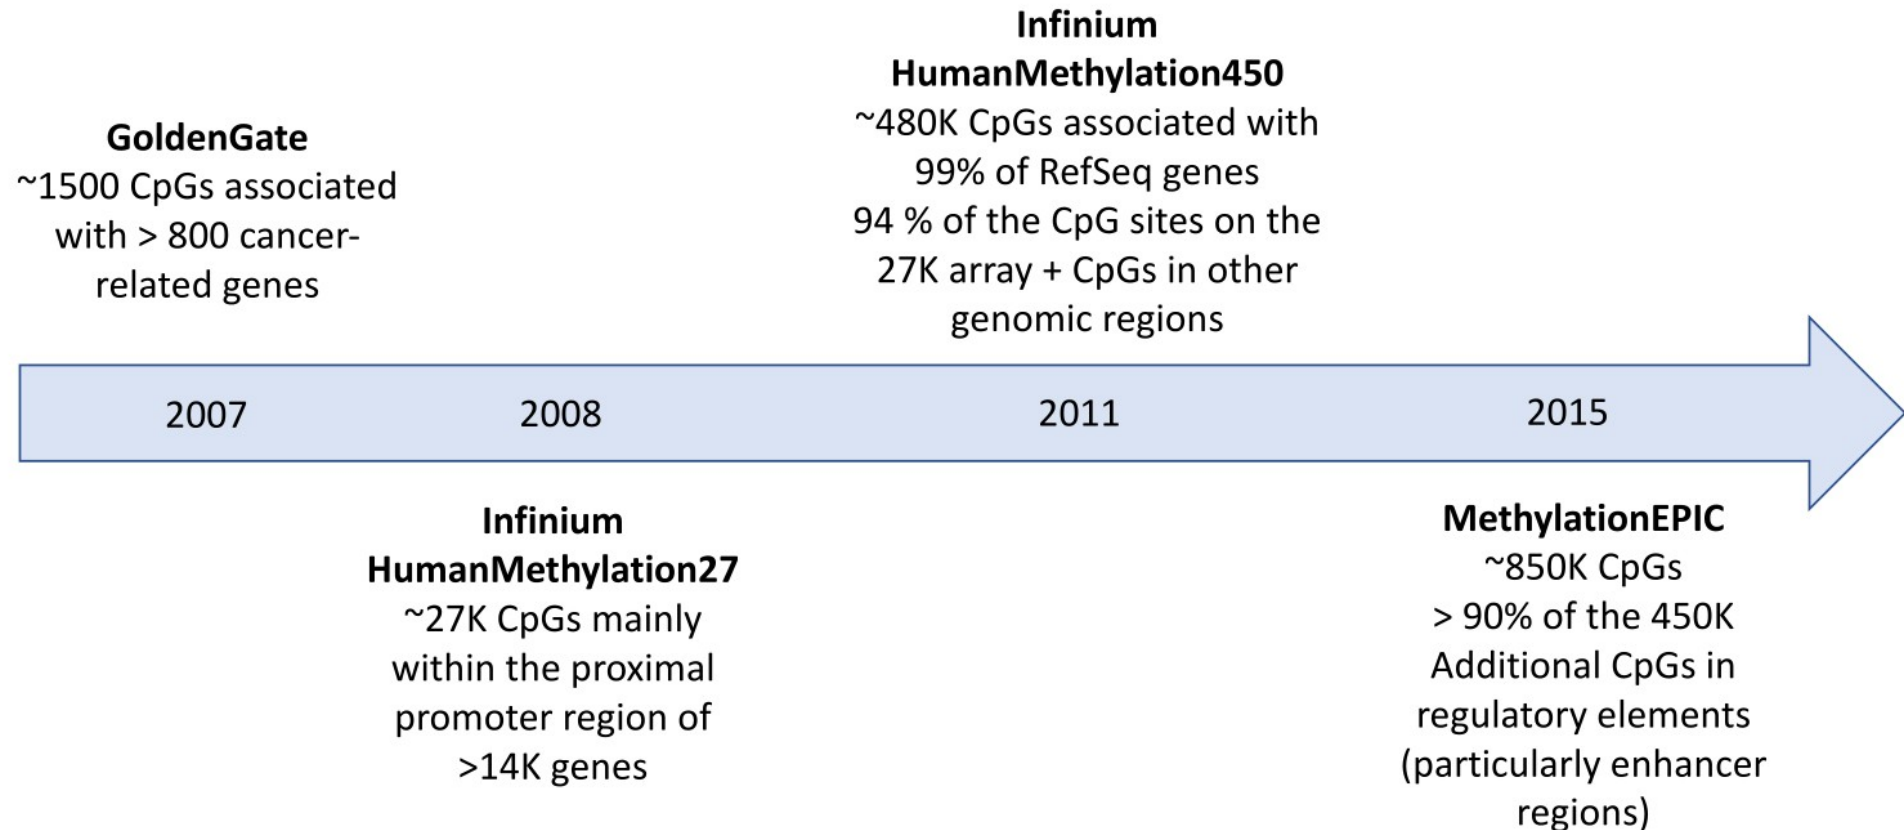 GoldenGate
~1500 CpGs associated
with > 800 cancer-
related genes
Infinium
HumanMethylation450
~480K CpGs associated with
99% of RefSeq genes
94 % of the CpG sites on the
27K array + CpGs in other
genomic regions
2007 2008 2011 2015
Infinium
HumanMethylation27
~27K CpGs mainly
within the proximal
promoter region of
>14K genes
MethylationEPIC
~850K CpGs
> 90% of the 450K
Additional CpGs in
regulatory elements
(particularly enhancer
regions)